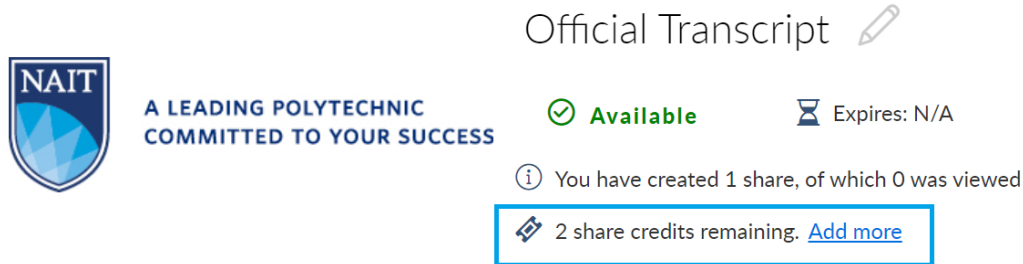 NAIT
A LEADING POLYTECHNIC
COMMITTED TO YOUR SUCCESS
Official Transcript
Available
Expires: N/A
You have created 1 share, of which 0 was viewed
2 share credits remaining. Add more